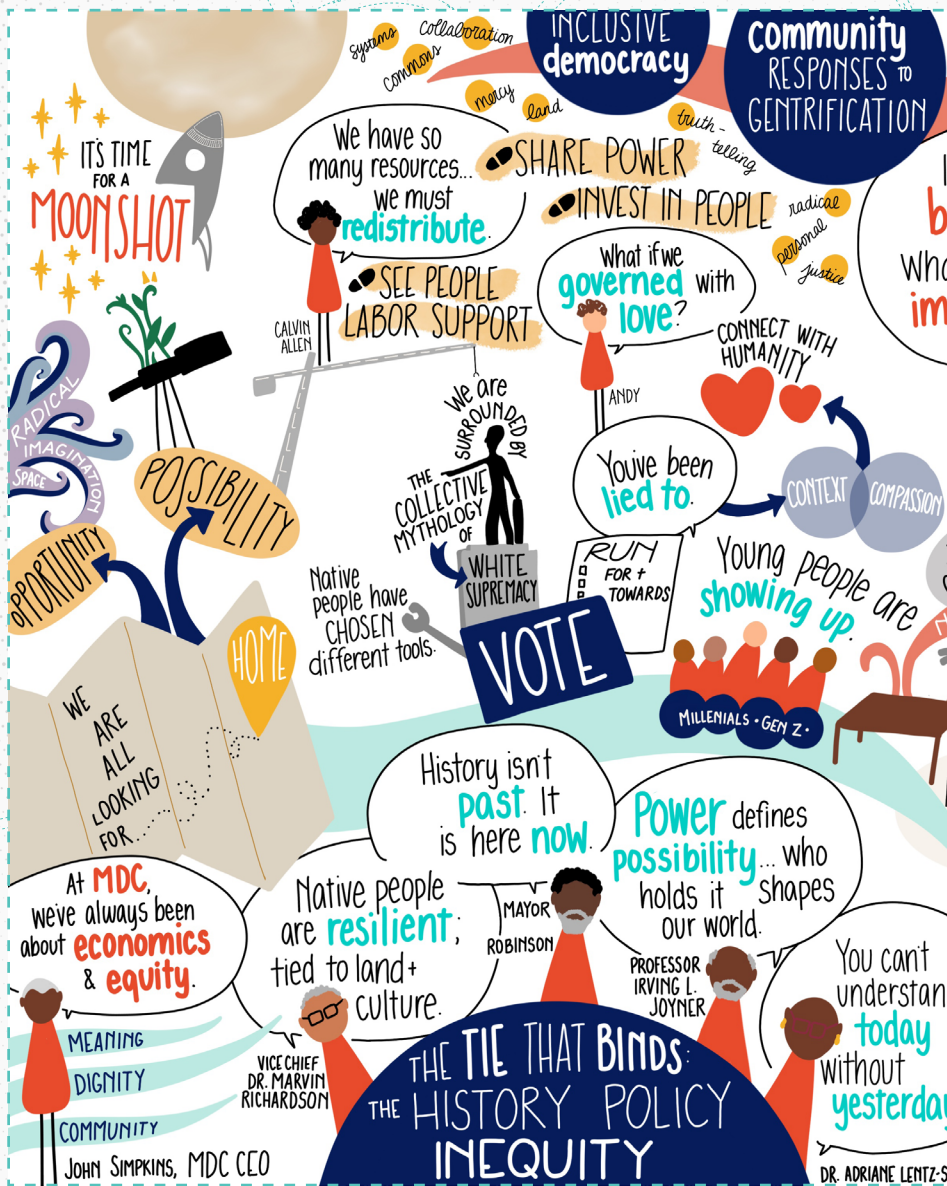 INCLUSIVE
democracy
Community
RESPONSES TO
GENTRIFICATION
systems
collaboration
commons
mercy
land
truth-
telling
radical
personal
justice
IT'S TIME
FOR A
MOONSHOT
We have so
many resources...
we must
redistribute.
CALVIN
ALLEN
SHARE POWER
INVEST IN PEOPLE
SEE PEOPLE
LABOR SUPPORT
What if we
governed with
love?
ANDY
CONNECT WITH
HUMANITY
RADICAL
IMAGINATION
SPACE
POSSIBILITY
OPPORTUNITY
We are
SURROUNDED BY
THE
COLLECTIVE
MYTHOLOGY
OF
WHITE
SUPREMACY
You've been
lied to.
CONTEXT
COMPASSION
RUN
FOR +
TOWARDS
VOTE
Native
people have
CHOSEN
different tools.
Young people are
showing up.
MILLENIALS • GEN Z •
HOME
WE
ARE
ALL
LOOKING
FOR...
History isn't
past. It
is here now.
MAYOR
ROBINSON
Power defines
possibility... who
holds it shapes
our world.
PROFESSOR
IRVING L.
JOYNER
At MDC,
we've always been
about economics
& equity.
MEANING
DIGNITY
COMMUNITY
JOHN SIMPKINS, MDC CEO
Native people
are resilient;
tied to land +
culture.
VICE CHIEF
DR. MARVIN
RICHARDSON
THE TIE THAT BINDS:
THE HISTORY POLICY
INEQUITY
You can't
understan
today
without
yesterday
DR. ADRIANE LENTZ-S